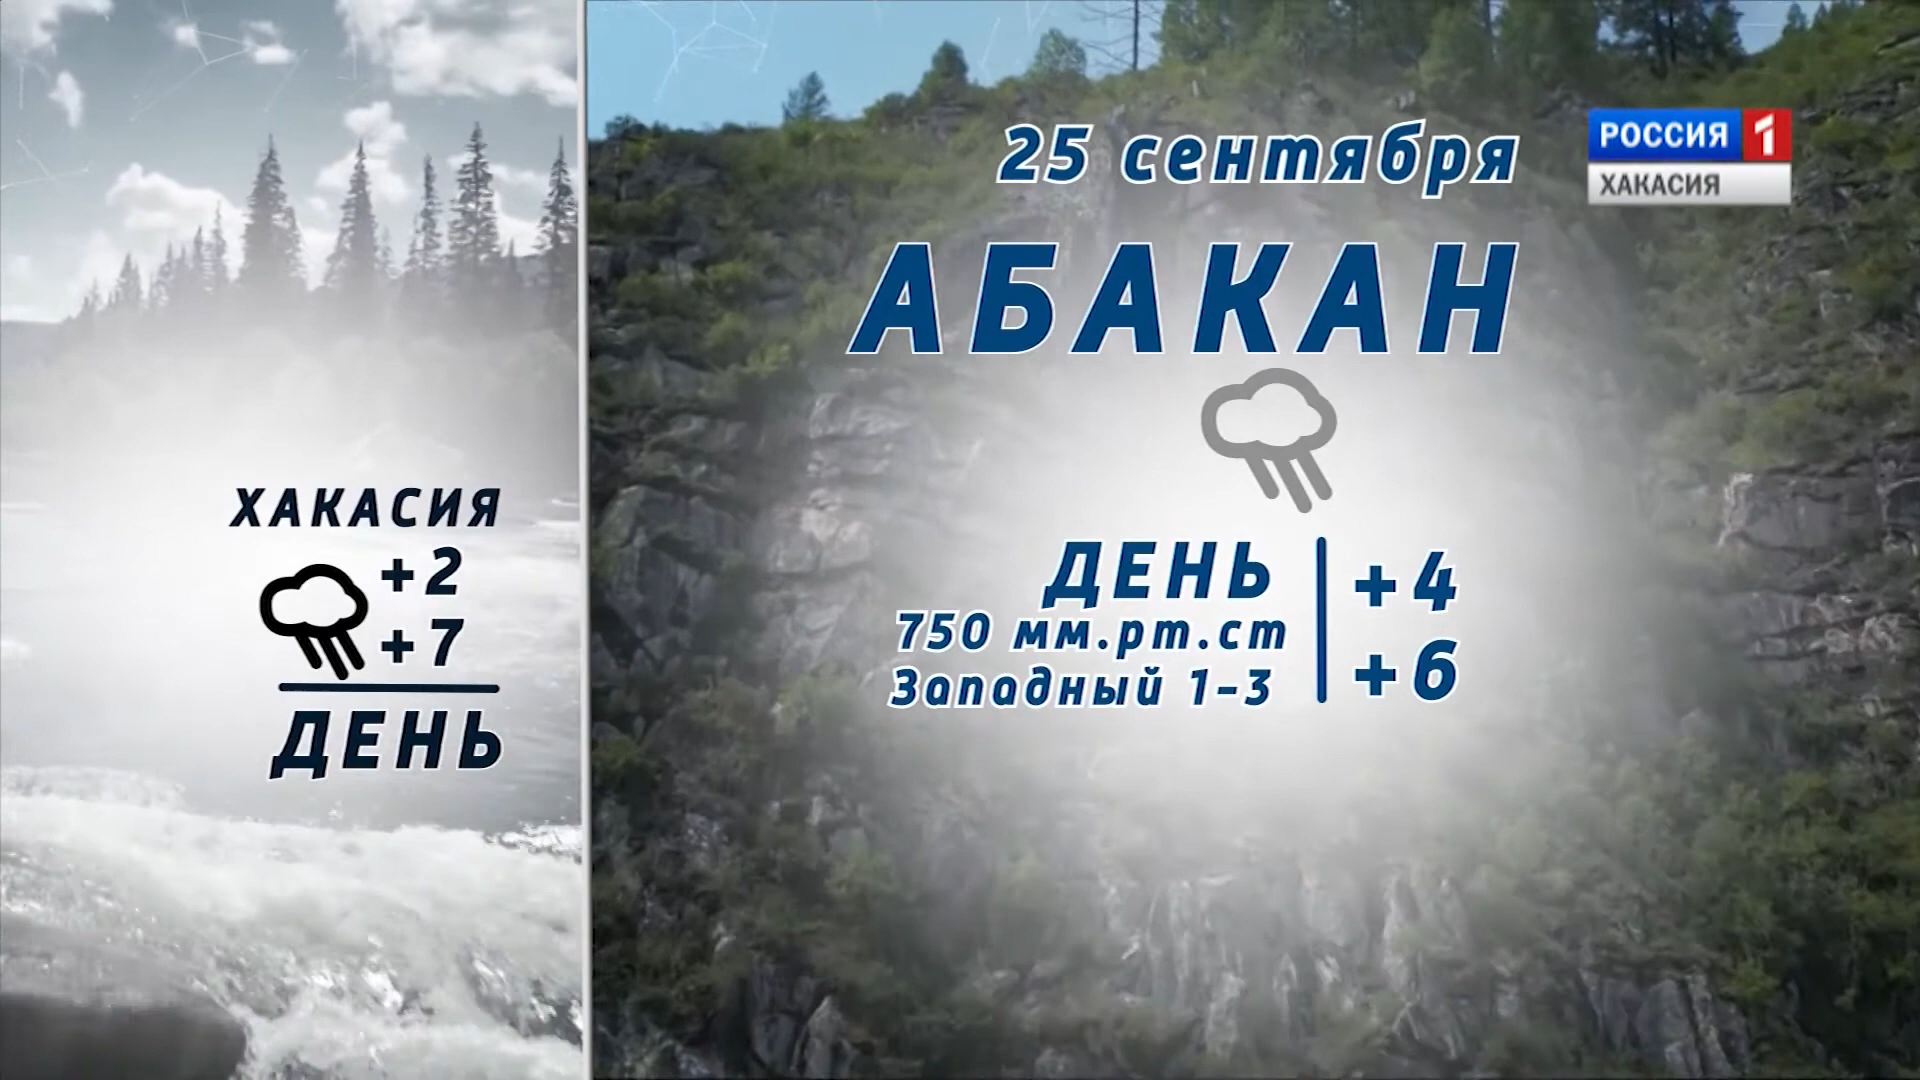 ХАКАСИЯ
+2
+7
ДЕНЬ
25 сентября
АБАКАН
ДЕНЬ
750 мм.рт.ст
Западный 1-3
+4
+6
РОССИЯ 1
ХАКАСИЯ